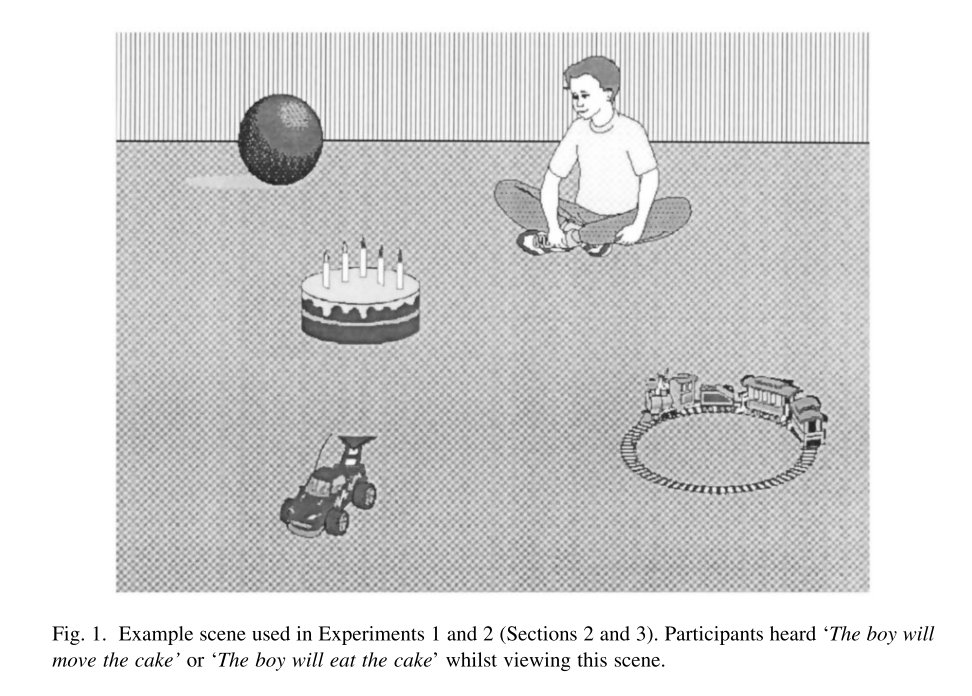 Fig. 1. Example scene used in Experiments 1 and 2 (Sections 2 and 3). Participants heard ‘The boy will
move the cake’ or ‘The boy will eat the cake’ whilst viewing this scene.